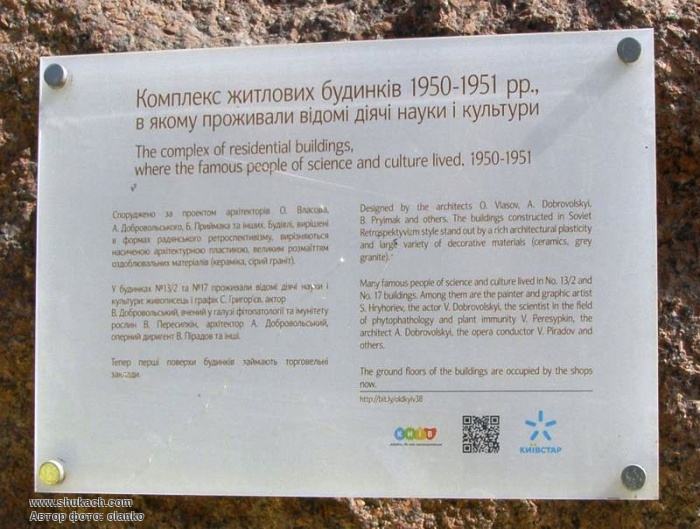 Комплекс житлових будинків 1950-1951 рр.,
в якому проживали відомі діячі науки і культури
The complex of residential buildings,
where the famous people of science and culture lived. 1950-1951
Споруджено за проектом архітекторів О. Власова,
А. Добровольського, Б. Приймака та інших. Будівлі, вирішені
в формах радянського ретроспективізму, вирізняються
насиченою архітектурною пластикою, великим розмаїттям
оздоблювальних матеріалів (кераміка, сірий граніт).
У будинках №13/2 та №17 проживали відомі діячі науки і
культури: живописець і графік С. Григор'єв, актор
В. Добровольський, вчений у галузі фітопатології та імунітету
рослин В. Пересипкін, архітектор А. Добровольський,
оперний диригент В. Пірадов та інші.
Тепер перші поверхи будинків займають торговельні
заклади.
Designed by the architects O. Vlasov, A. Dobrovolskyi,
B. Pryimak and others. The buildings constructed in Soviet
Retrospektyvizm style stand out by a rich architectural plasticity
and large variety of decorative materials (ceramics, grey
granite).
Many famous people of science and culture lived in No. 13/2 and
No. 17 buildings. Among them are the painter and graphic artist
S. Hryhoriev, the actor V. Dobrovolskyi, the scientist in the field
of phytophathology and plant immunity V. Peresypkin, the
architect A. Dobrovolskyi, the opera conductor V. Piradov and
others.
The ground floors of the buildings are occupied by the shops
now.
http://bit.ly/oldkyiv38
КИЇВ
КИЇВСТАР
www.shukach.com
Автор фото: olanko